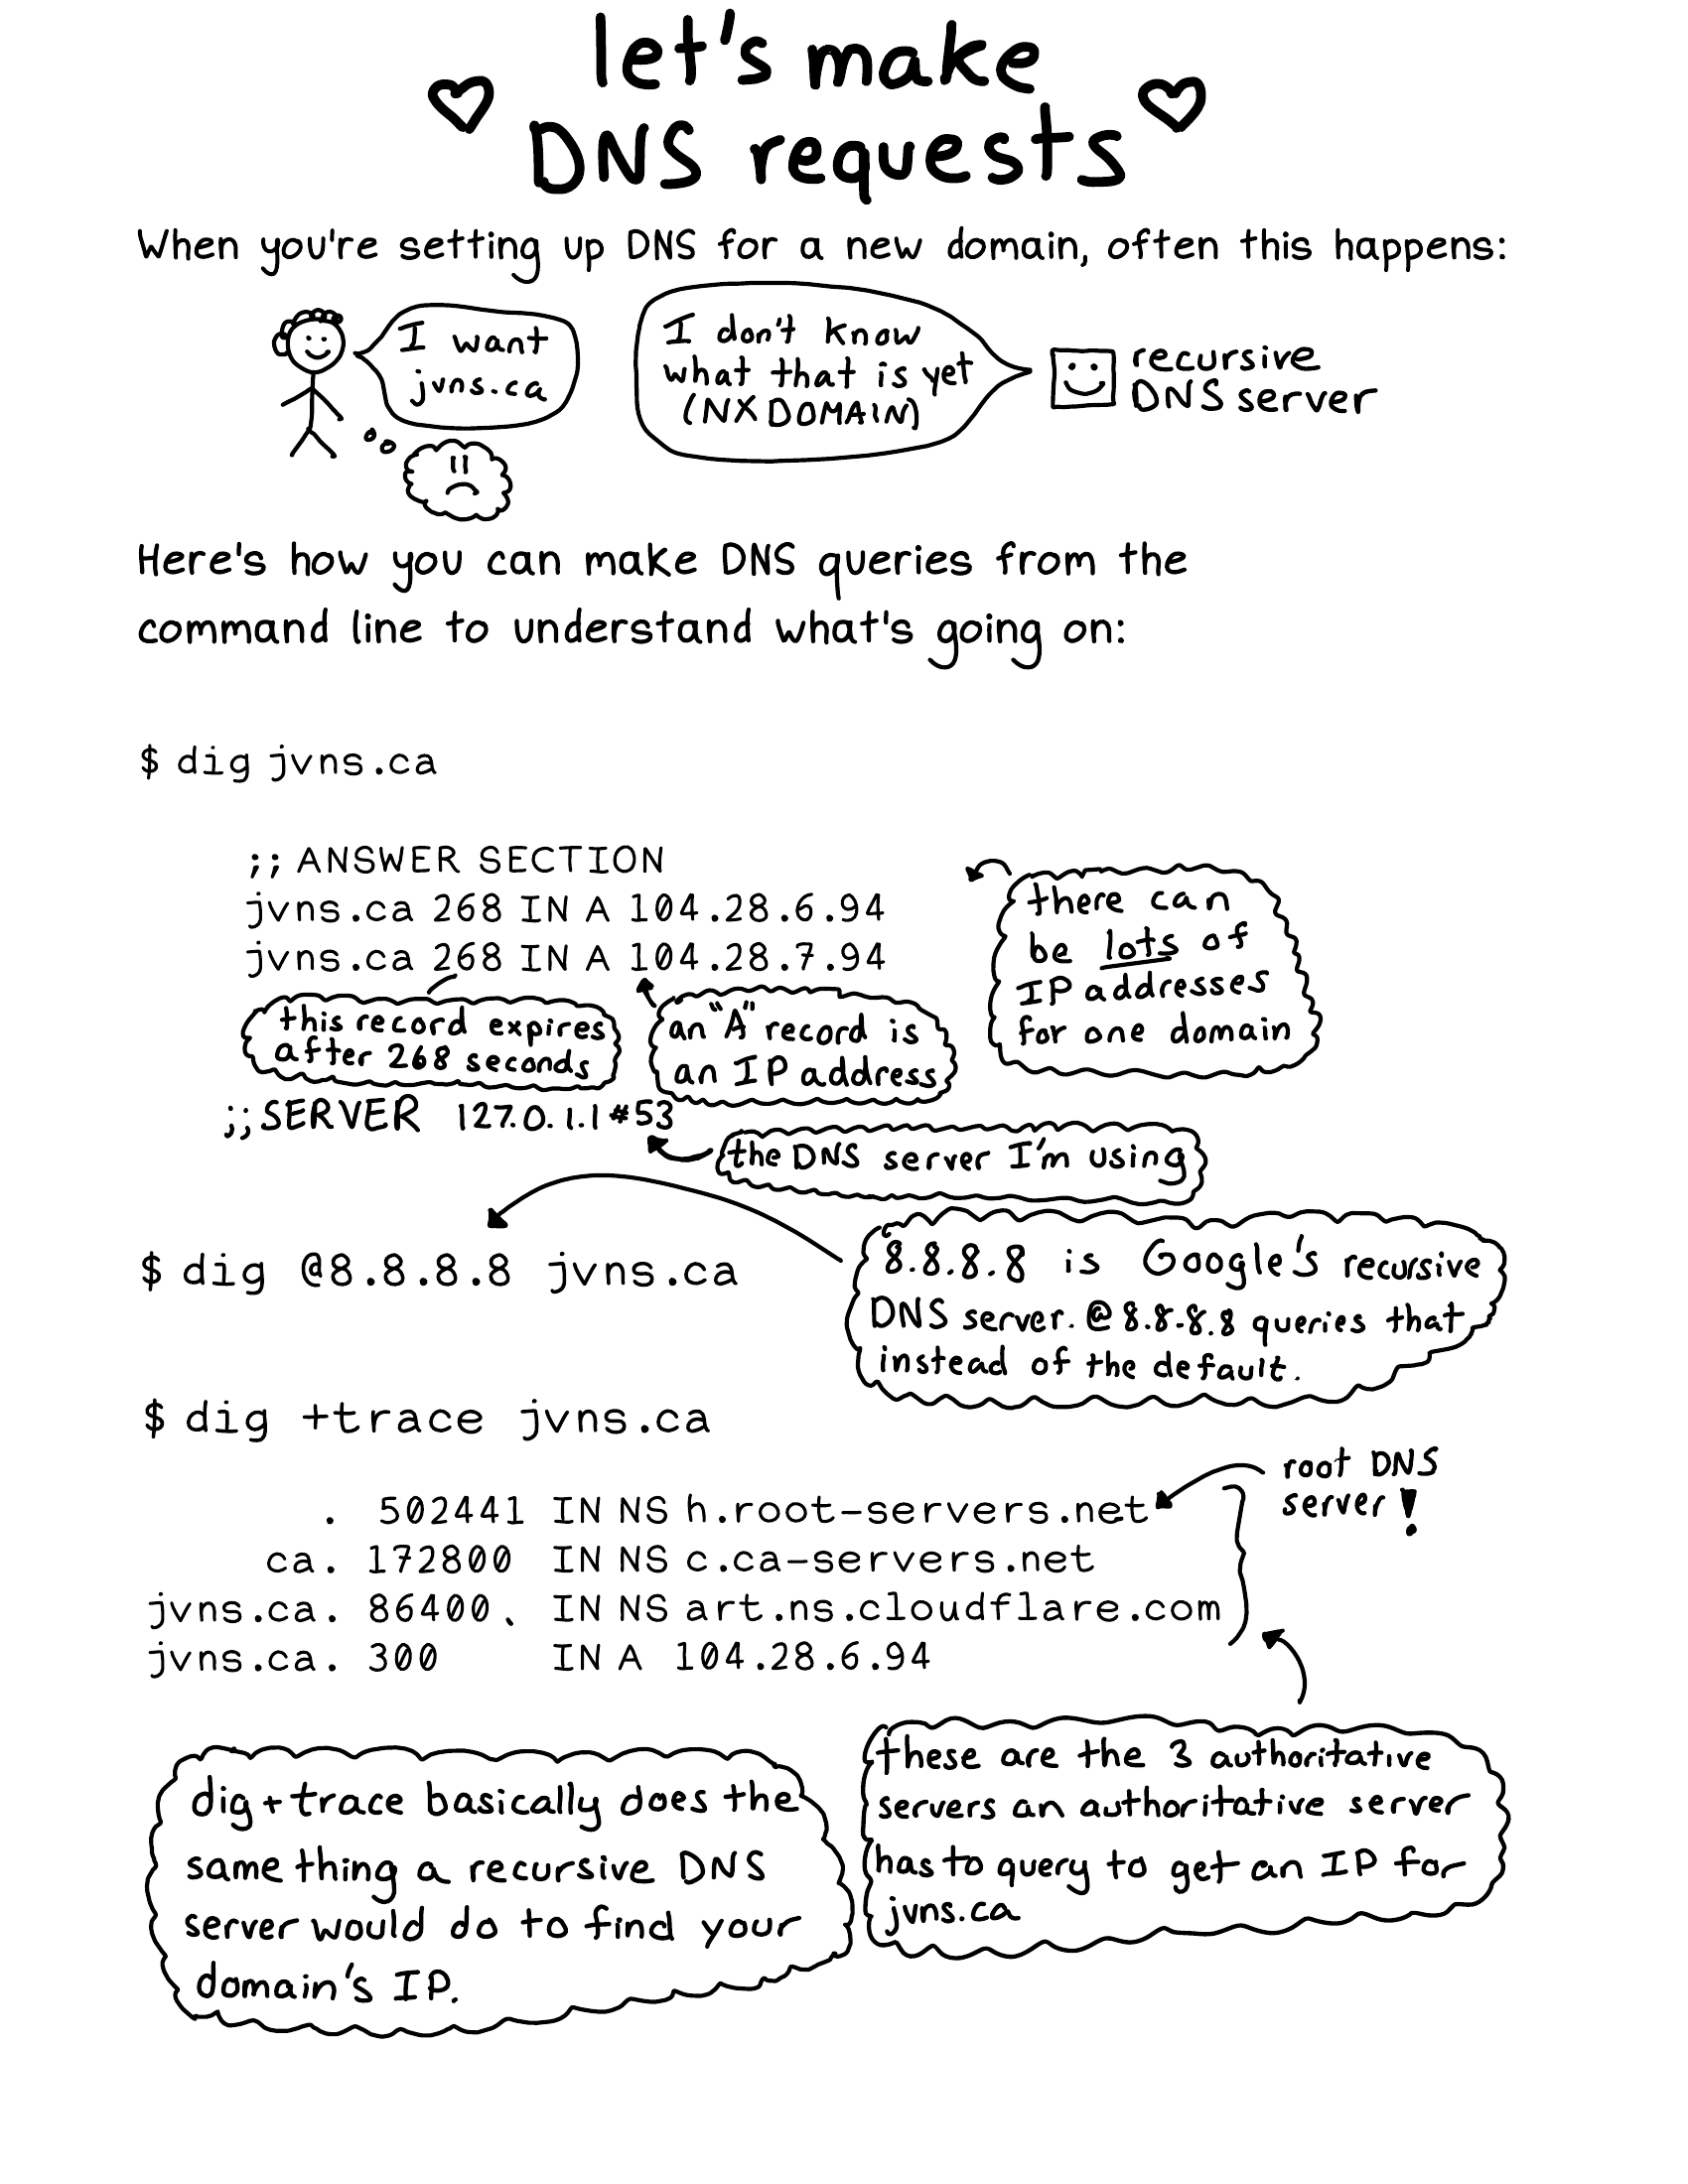 let's make
DNS requests
When you're setting up DNS for a new domain, often this happens:
I want
jvns.ca
I don't know
what that is yet
(NXDOMAIN)
recursive
DNS server
Here's how you can make DNS queries from the
command line to understand what's going on:
$ dig jvns.ca
;; ANSWER SECTION
jvns.ca 268 IN A 104.28.6.94
jvns.ca 268 IN A 104.28.7.94
there can
be lots of
IP addresses
for one domain
this record expires
after 268 seconds
an "A" record is
an IP address
;;SERVER 127.0.1.1#53
the DNS server I'm using
$ dig @8.8.8.8 jvns.ca
8.8.8.8 is Google's recursive
DNS server. @8.8.8.8 queries that
instead of the default.
$ dig +trace jvns.ca
root DNS
server!
. 502441 IN NS h.root-servers.net
ca. 172800 IN NS c.ca-servers.net
jvns.ca. 86400. IN NS art.ns.cloudflare.com
jvns.ca. 300 IN A 104.28.6.94
dig +trace basically does the
same thing a recursive DNS
server would do to find your
domain's IP.
these are the 3 authoritative
servers an authoritative server
has to query to get an IP for
jvns.ca